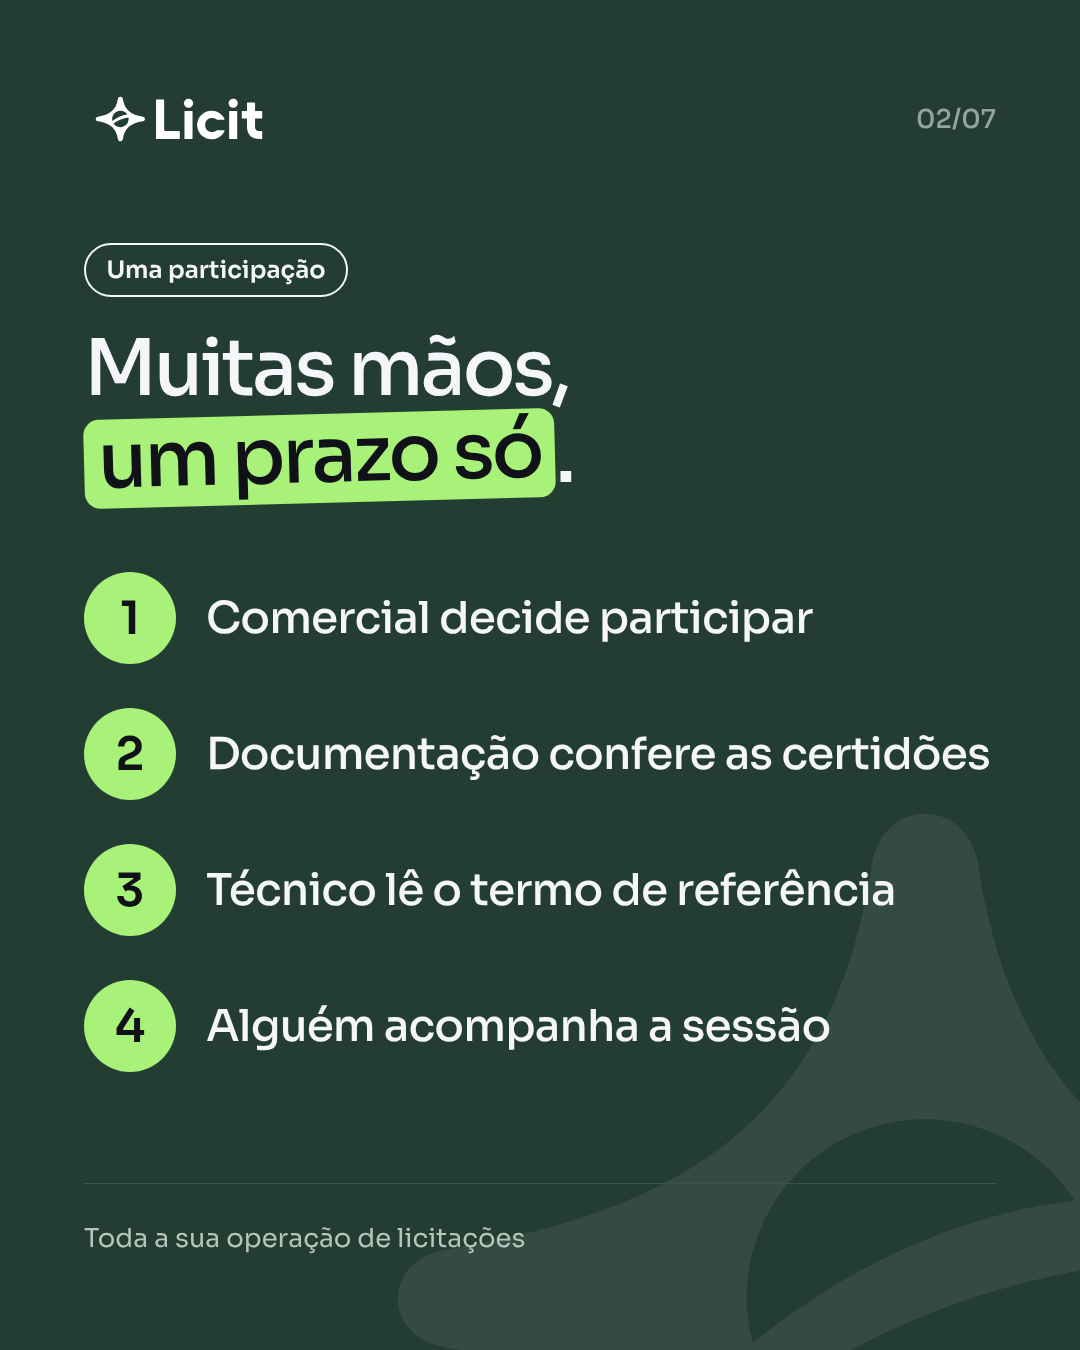 Licit
02/07
Uma participação
Muitas mãos,
um prazo só.
1 Comercial decide participar
2 Documentação confere as certidões
3 Técnico lê o termo de referência
4 Alguém acompanha a sessão
Toda a sua operação de licitações